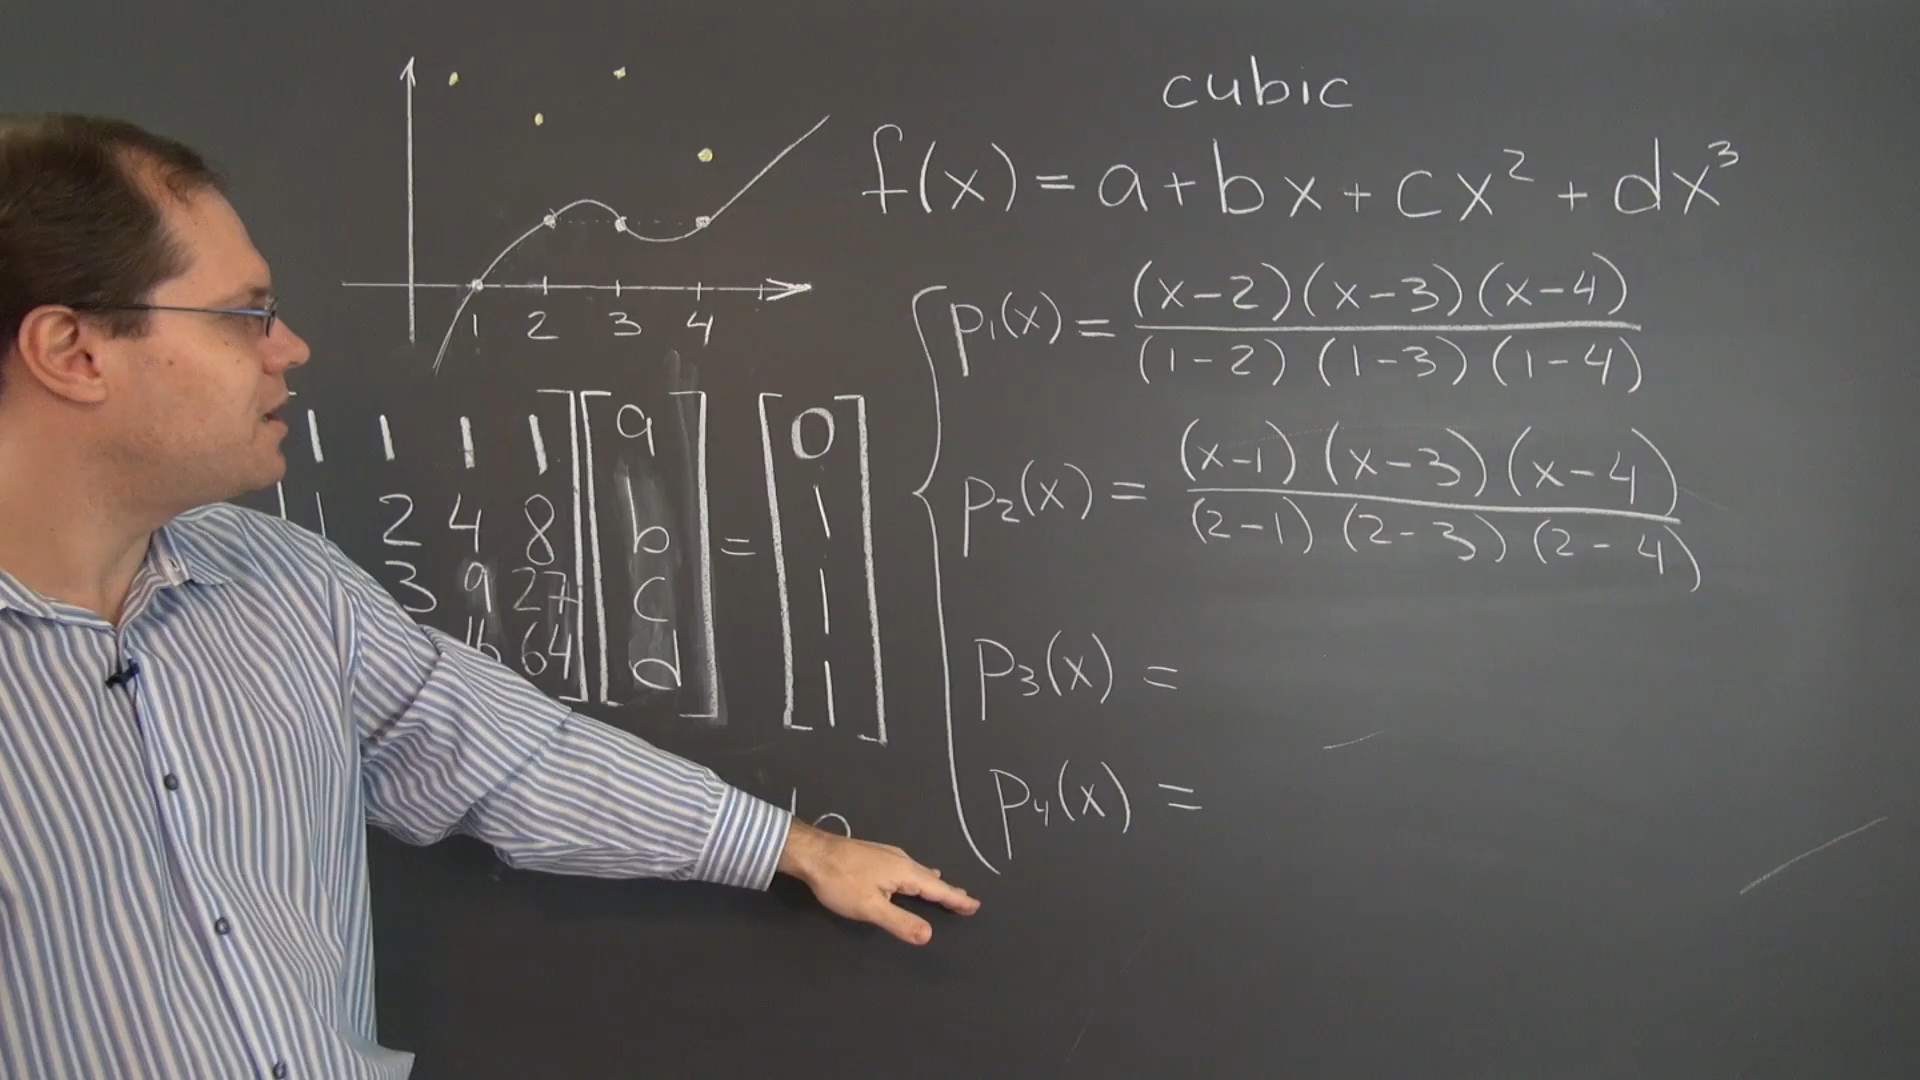 cubic
f(x) = a + bx + cx² + dx³
1 2 3 4
p₁(x) = (x-2)(x-3)(x-4) / (1-2)(1-3)(1-4)
p₂(x) = (x-1)(x-3)(x-4) / (2-1)(2-3)(2-4)
p₃(x) =
p₄(x) =
1 1 1 1 a 0
1 2 4 8 b = 1
3 9 27 c 1
16 64 d 1